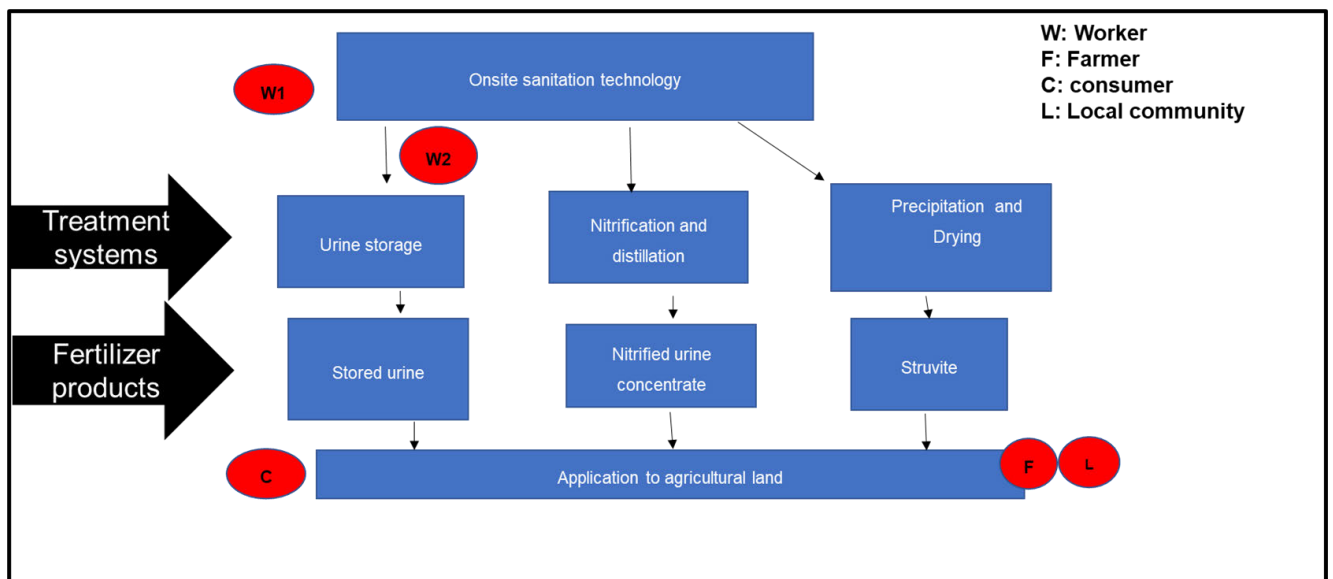 W: Worker
F: Farmer
C: consumer
L: Local community
Onsite sanitation technology
W1
W2
Treatment
systems
Urine storage
Nitrification and
distillation
Precipitation and
Drying
Fertilizer
products
Stored urine
Nitrified urine
concentrate
Struvite
C
Application to agricultural land
F
L